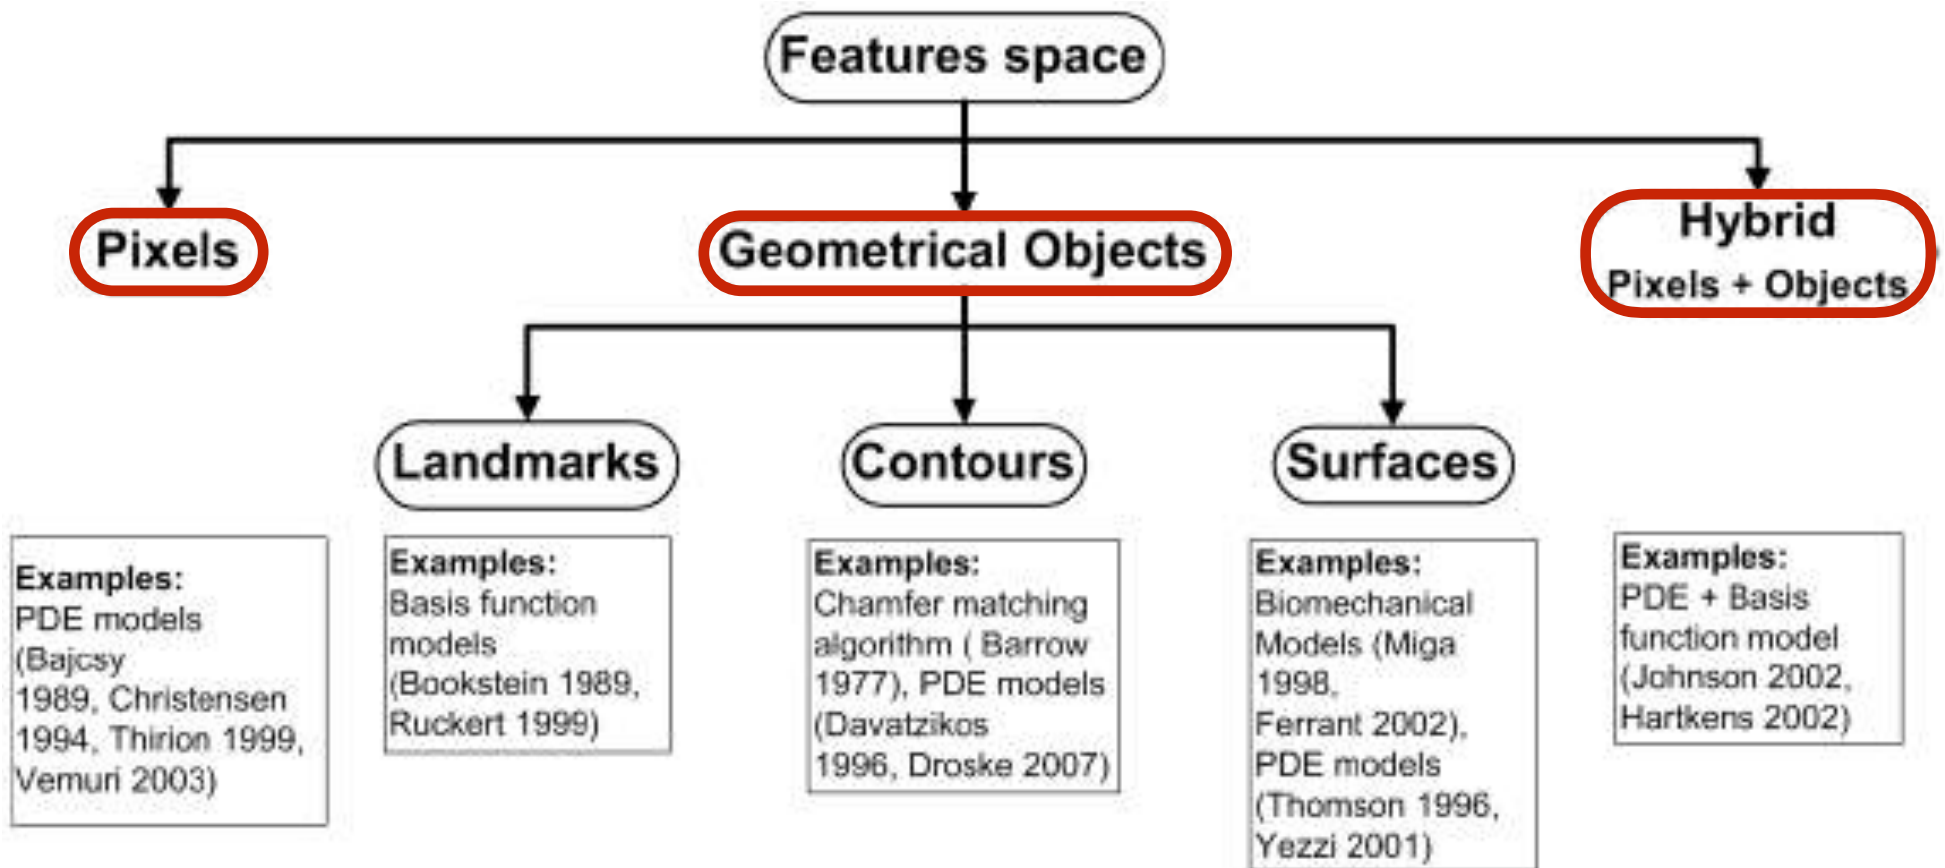 Features space
Pixels
Geometrical Objects
Hybrid
Pixels + Objects
Landmarks
Contours
Surfaces
Examples:
PDE models
(Bajcsy
1989, Christensen
1994, Thirion 1999,
Vemuri 2003)
Examples:
Basis function
models
(Bookstein 1989,
Ruckert 1999)
Examples:
Chamfer matching
algorithm ( Barrow
1977), PDE models
(Davatzikos
1996, Droske 2007)
Examples:
Biomechanical
Models (Miga
1998,
Ferrant 2002),
PDE models
(Thomson 1996,
Yezzi 2001)
Examples:
PDE + Basis
function model
(Johnson 2002,
Hartkens 2002)